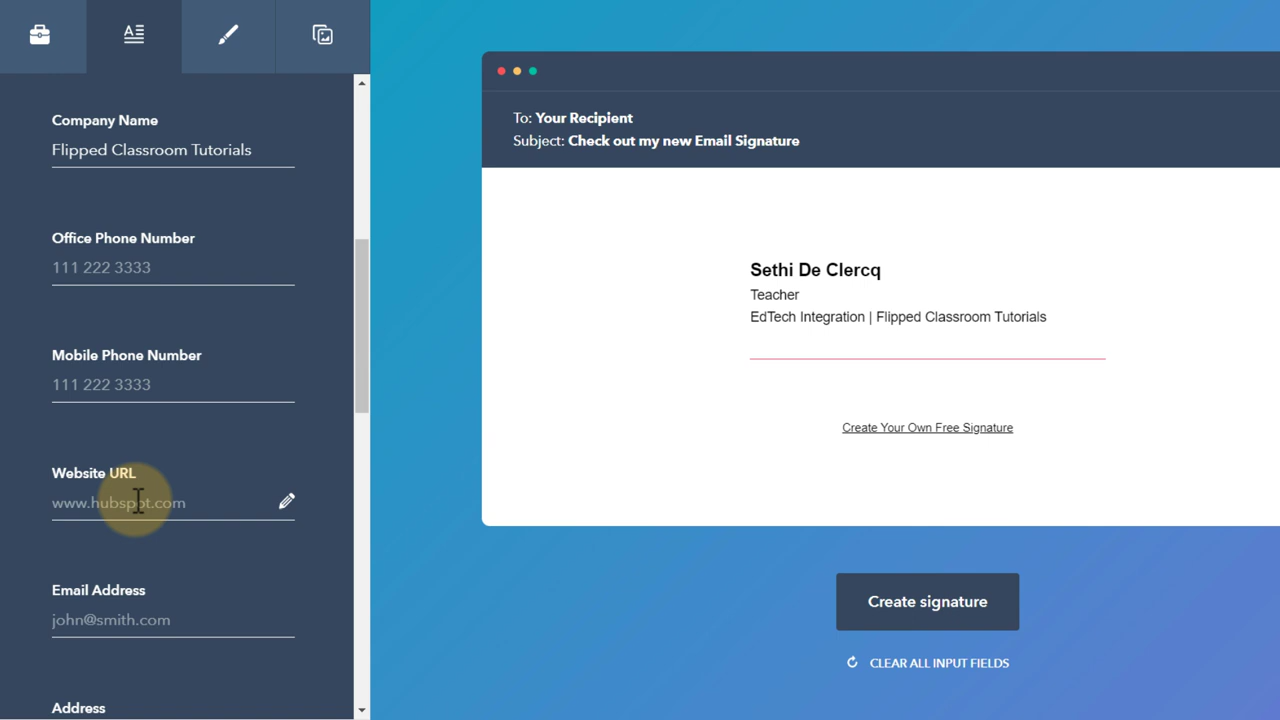 Company Name
Flipped Classroom Tutorials
Office Phone Number
111 222 3333
Mobile Phone Number
111 222 3333
Website URL
www.hubspot.com
Email Address
john@smith.com
Address
To: Your Recipient
Subject: Check out my new Email Signature
Sethi De Clercq
Teacher
EdTech Integration | Flipped Classroom Tutorials
Create Your Own Free Signature
Create signature
CLEAR ALL INPUT FIELDS